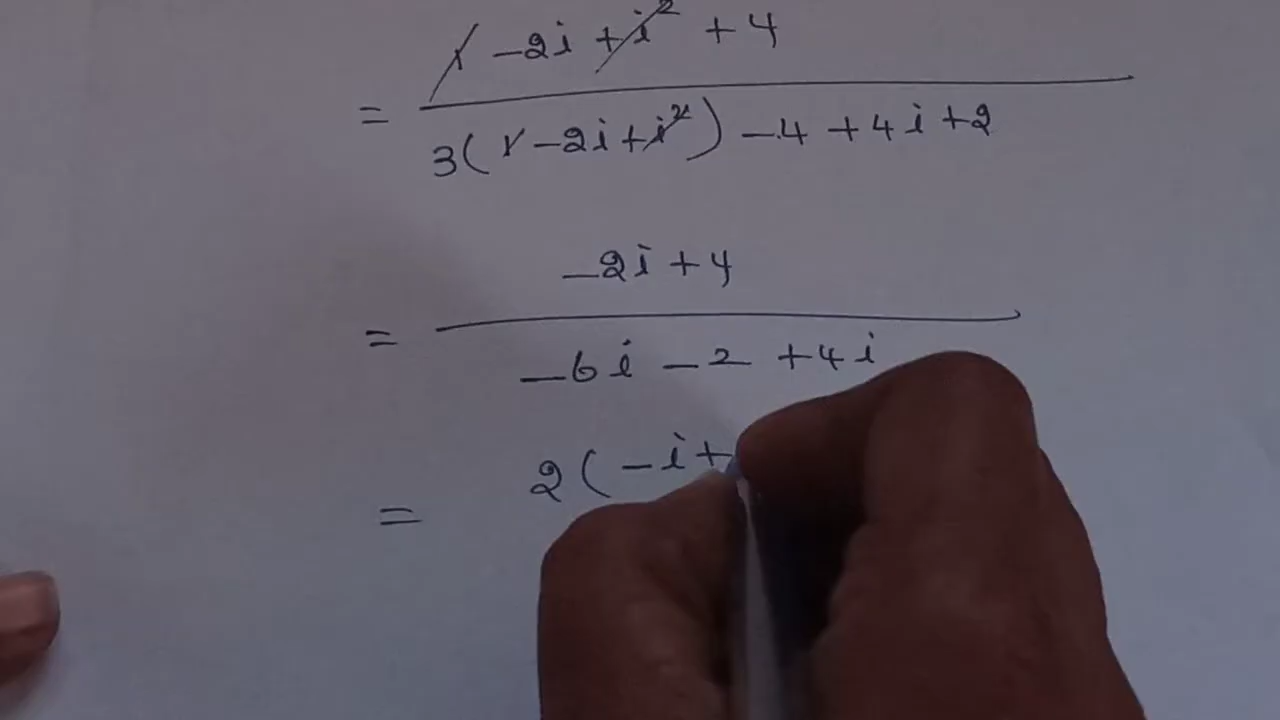 1 -2i +i² +4
=
3(1 -2i +i²) -4 +4i +2
-2i +4
=
-6i -2 +4i
2( -i +
=